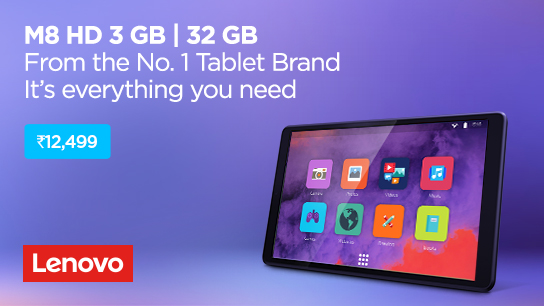 M8 HD 3 GB | 32 GB
From the No. 1 Tablet Brand
It's everything you need
₹12,499
Lenovo